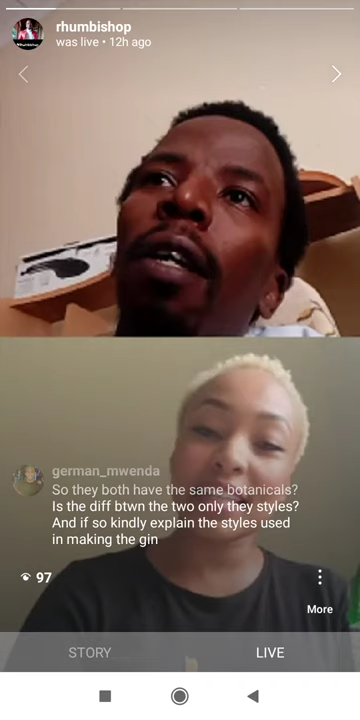 rhumbishop
was live • 12h ago
german_mwenda
So they both have the same botanicals?
Is the diff btwn the two only they styles?
And if so kindly explain the styles used
in making the gin
97
More
STORY
LIVE